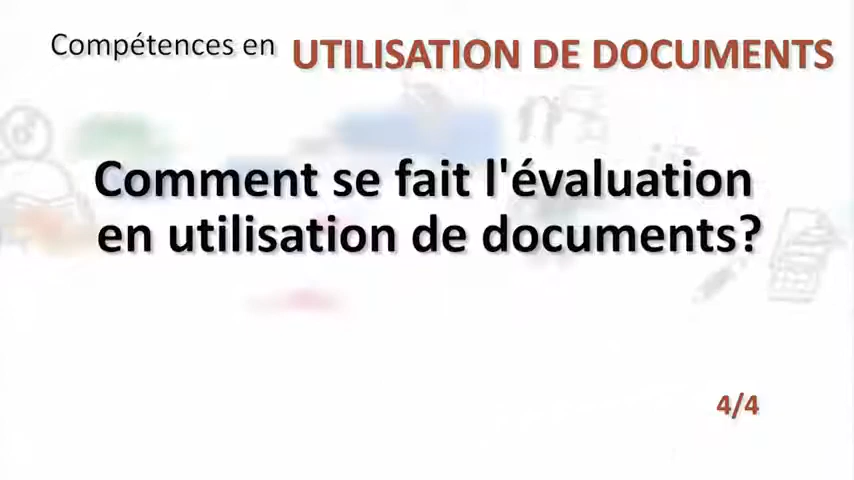 Compétences en UTILISATION DE DOCUMENTS
Comment se fait l'évaluation
en utilisation de documents?
4/4